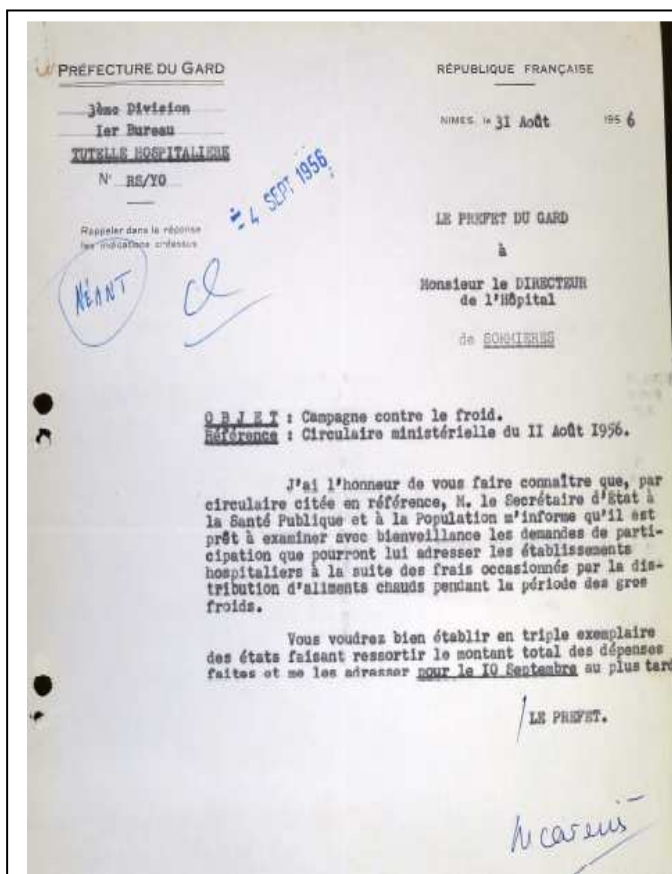 PRÉFECTURE DU GARD
3ème Division
Ier Bureau
TUTELLE HOSPITALIERE
N° RS/YO
Rappeler dans la réponse
les indications ci-dessus
RÉPUBLIQUE FRANÇAISE
NIMES, le 31 Août 1956
4 SEPT 1956
NÉANT
LE PREFET DU GARD
à
Monsieur le DIRECTEUR
de l'Hôpital
de SOMMIERES
OBJET : Campagne contre le froid.
Référence : Circulaire ministérielle du II Août I956.
J'ai l'honneur de vous faire connaître que, par
circulaire citée en référence, M. le Secrétaire d'Etat à
la Santé Publique et à la Population m'informe qu'il est
prêt à examiner avec bienveillance les demandes de parti-
cipation que pourront lui adresser les établissements
hospitaliers à la suite des frais occasionnés par la dis-
tribution d'aliments chauds pendant la période des gros
froids.
Vous voudrez bien établir en triple exemplaire
des états faisant ressortir le montant total des dépenses
faites et me les adresser pour le IO Septembre au plus tard
LE PREFET.